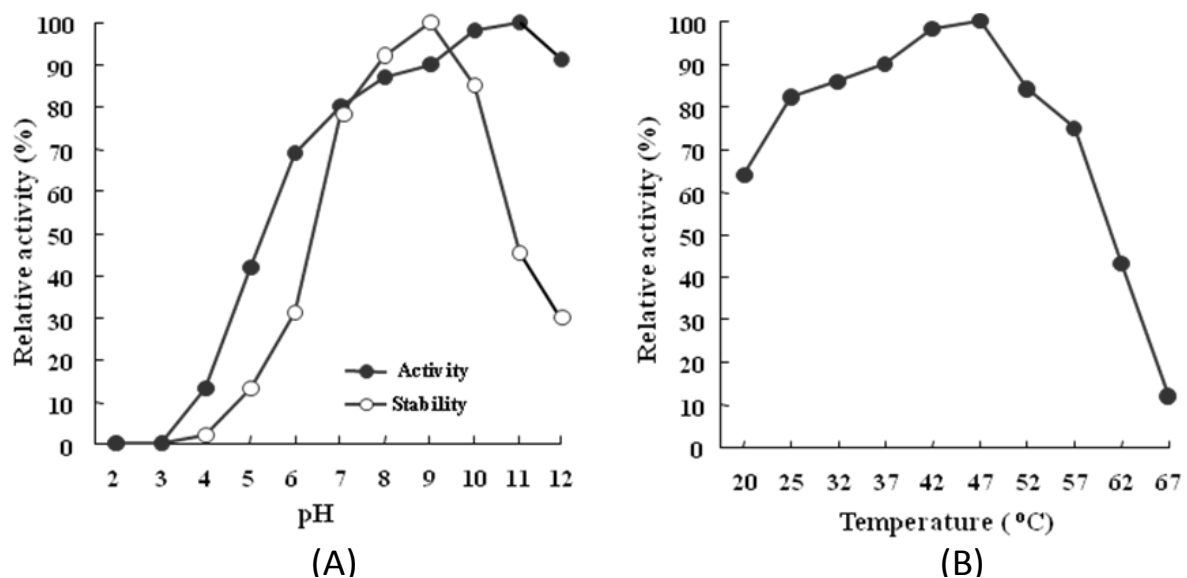 Relative activity (%)
100
90
80
70
60
50
40
30
20
10
0
Activity
Stability
2 3 4 5 6 7 8 9 10 11 12
pH
(A)
Relative activity (%)
100
90
80
70
60
50
40
30
20
10
0
20 25 32 37 42 47 52 57 62 67
Temperature (°C)
(B)